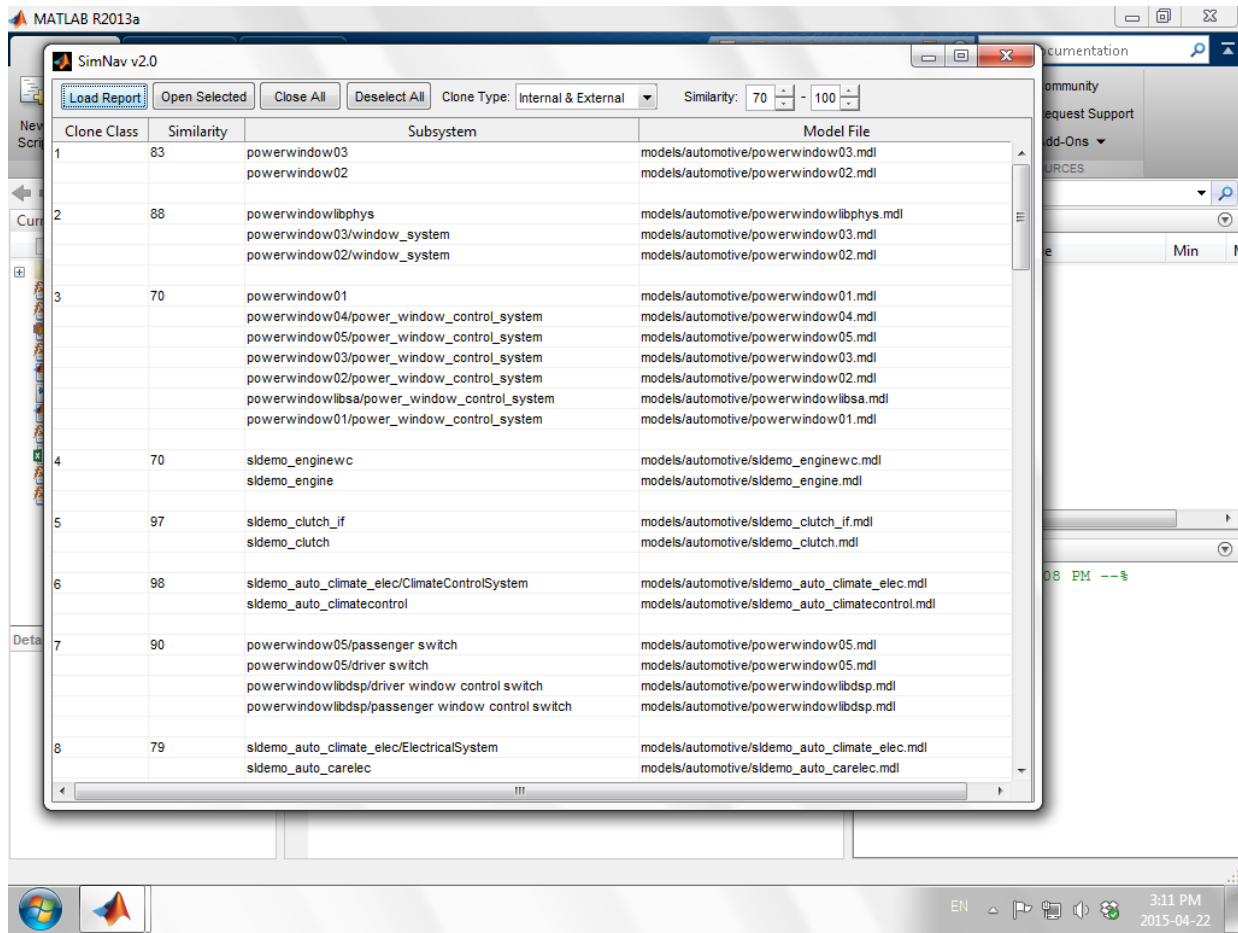 MATLAB R2013a
SimNav v2.0
ocumentation
Load Report Open Selected Close All Deselect All Clone Type: Internal & External Similarity: 70 - 100
ommunity
equest Support
dd-Ons
New
Scri
URCES
Clone Class Similarity Subsystem Model File
1 83 powerwindow03 models/automotive/powerwindow03.mdl
powerwindow02 models/automotive/powerwindow02.mdl
Curr
2 88 powerwindowlibphys models/automotive/powerwindowlibphys.mdl
powerwindow03/window_system models/automotive/powerwindow03.mdl
powerwindow02/window_system models/automotive/powerwindow02.mdl
e Min
3 70 powerwindow01 models/automotive/powerwindow01.mdl
powerwindow04/power_window_control_system models/automotive/powerwindow04.mdl
powerwindow05/power_window_control_system models/automotive/powerwindow05.mdl
powerwindow03/power_window_control_system models/automotive/powerwindow03.mdl
powerwindow02/power_window_control_system models/automotive/powerwindow02.mdl
powerwindowlibsa/power_window_control_system models/automotive/powerwindowlibsa.mdl
powerwindow01/power_window_control_system models/automotive/powerwindow01.mdl
4 70 sldemo_enginewc models/automotive/sldemo_enginewc.mdl
sldemo_engine models/automotive/sldemo_engine.mdl
5 97 sldemo_clutch_if models/automotive/sldemo_clutch_if.mdl
sldemo_clutch models/automotive/sldemo_clutch.mdl
6 98 sldemo_auto_climate_elec/ClimateControlSystem models/automotive/sldemo_auto_climate_elec.mdl
sldemo_auto_climatecontrol models/automotive/sldemo_auto_climatecontrol.mdl
08 PM --%
Deta
7 90 powerwindow05/passenger switch models/automotive/powerwindow05.mdl
powerwindow05/driver switch models/automotive/powerwindow05.mdl
powerwindowlibdsp/driver window control switch models/automotive/powerwindowlibdsp.mdl
powerwindowlibdsp/passenger window control switch models/automotive/powerwindowlibdsp.mdl
8 79 sldemo_auto_climate_elec/ElectricalSystem models/automotive/sldemo_auto_climate_elec.mdl
sldemo_auto_carelec models/automotive/sldemo_auto_carelec.mdl
EN
3:11 PM
2015-04-22